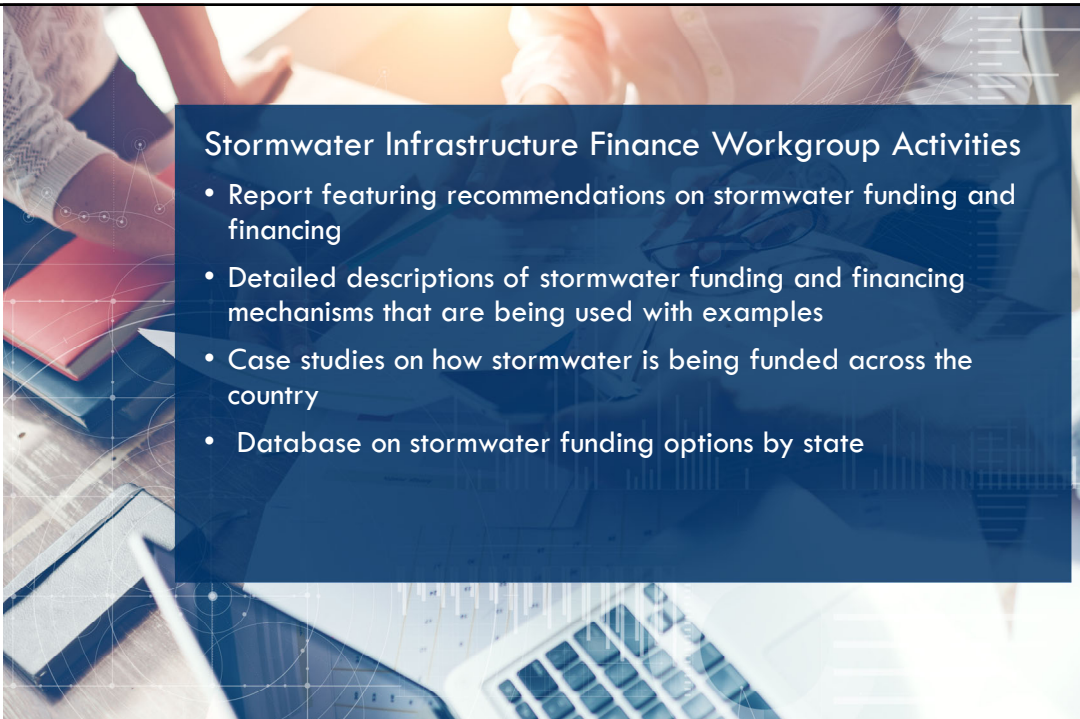 Stormwater Infrastructure Finance Workgroup Activities
• Report featuring recommendations on stormwater funding and
financing
• Detailed descriptions of stormwater funding and financing
mechanisms that are being used with examples
• Case studies on how stormwater is being funded across the
country
• Database on stormwater funding options by state